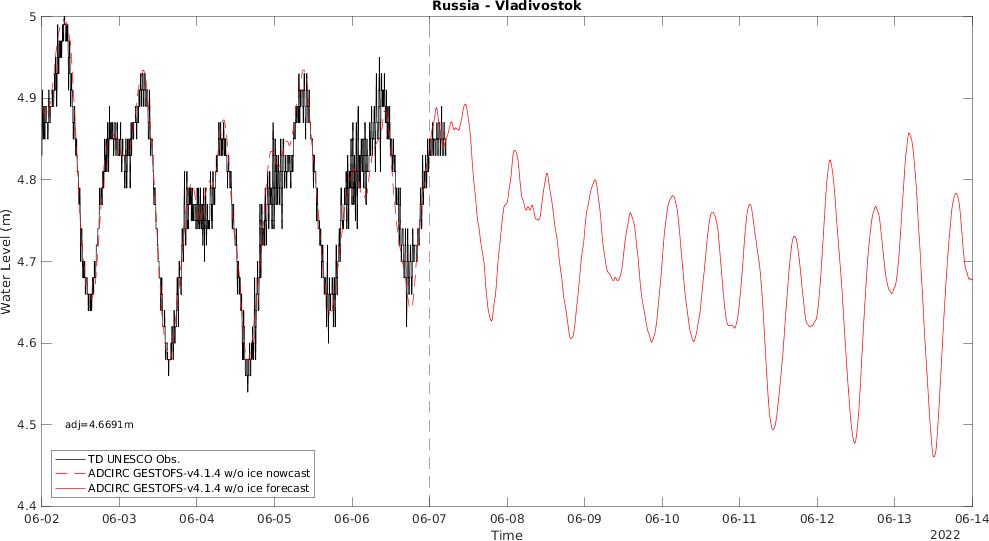 Russia - Vladivostok
Water Level (m)
5
4.9
4.8
4.7
4.6
4.5
4.4
adj=4.6691m
TD UNESCO Obs.
ADCIRC GESTOFS-v4.1.4 w/o ice nowcast
ADCIRC GESTOFS-v4.1.4 w/o ice forecast
06-02 06-03 06-04 06-05 06-06 06-07 06-08 06-09 06-10 06-11 06-12 06-13 06-14
Time
2022